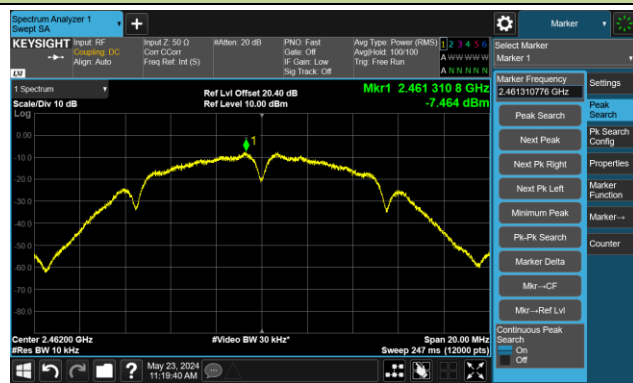 Spectrum Analyzer 1
Swept SA
+
Marker
KEYSIGHT
Input: RF
Coupling: DC
Align: Auto
Input Z: 50 Ω
Corr CCorr
Freq Ref: Int (S)
#Atten: 20 dB
PNO: Fast
Gate: Off
IF Gain: Low
Sig Track: Off
Avg Type: Power (RMS)
Avg|Hold: 100/100
Trig: Free Run
1 2 3 4 5 6
A W W W W W
A N N N N N
LXI
Select Marker
Marker 1
1 Spectrum
Scale/Div 10 dB
Log
Ref Lvl Offset 20.40 dB
Ref Level 10.00 dBm
Mkr1 2.461 310 8 GHz
-7.464 dBm
1
0.00
-10.0
-20.0
-30.0
-40.0
-50.0
-60.0
-70.0
-80.0
Center 2.46200 GHz
#Res BW 10 kHz
#Video BW 30 kHz*
Span 20.00 MHz
Sweep 247 ms (12000 pts)
Marker Frequency
2.461310776 GHz
Peak Search
Next Peak
Next Pk Right
Next Pk Left
Minimum Peak
Pk-Pk Search
Marker Delta
Mkr→CF
Mkr→Ref Lvl
Continuous Peak
Search
On
Off
Settings
Peak
Search
Pk Search
Config
Properties
Marker
Function
Marker→
Counter
?
May 23, 2024
11:19:40 AM